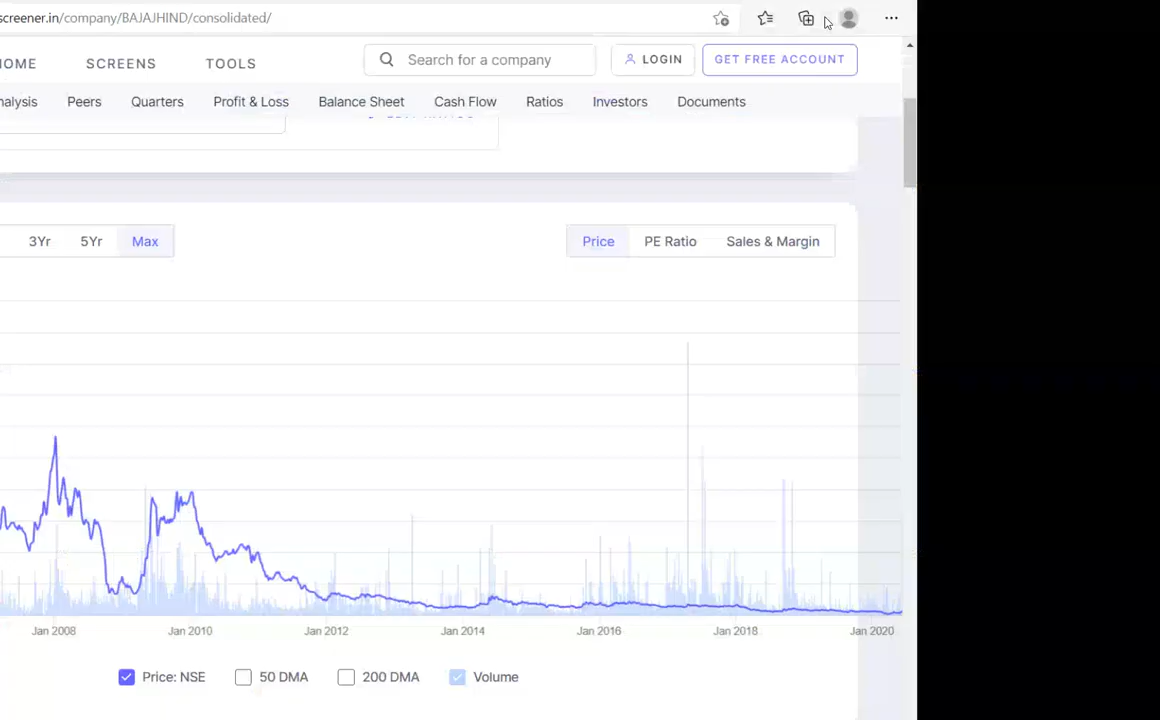 screener.in/company/BAJAJHIND/consolidated/
HOME SCREENS TOOLS Search for a company LOGIN GET FREE ACCOUNT
nalysis Peers Quarters Profit & Loss Balance Sheet Cash Flow Ratios Investors Documents
3Yr 5Yr Max Price PE Ratio Sales & Margin
Jan 2008 Jan 2010 Jan 2012 Jan 2014 Jan 2016 Jan 2018 Jan 2020
Price: NSE 50 DMA 200 DMA Volume